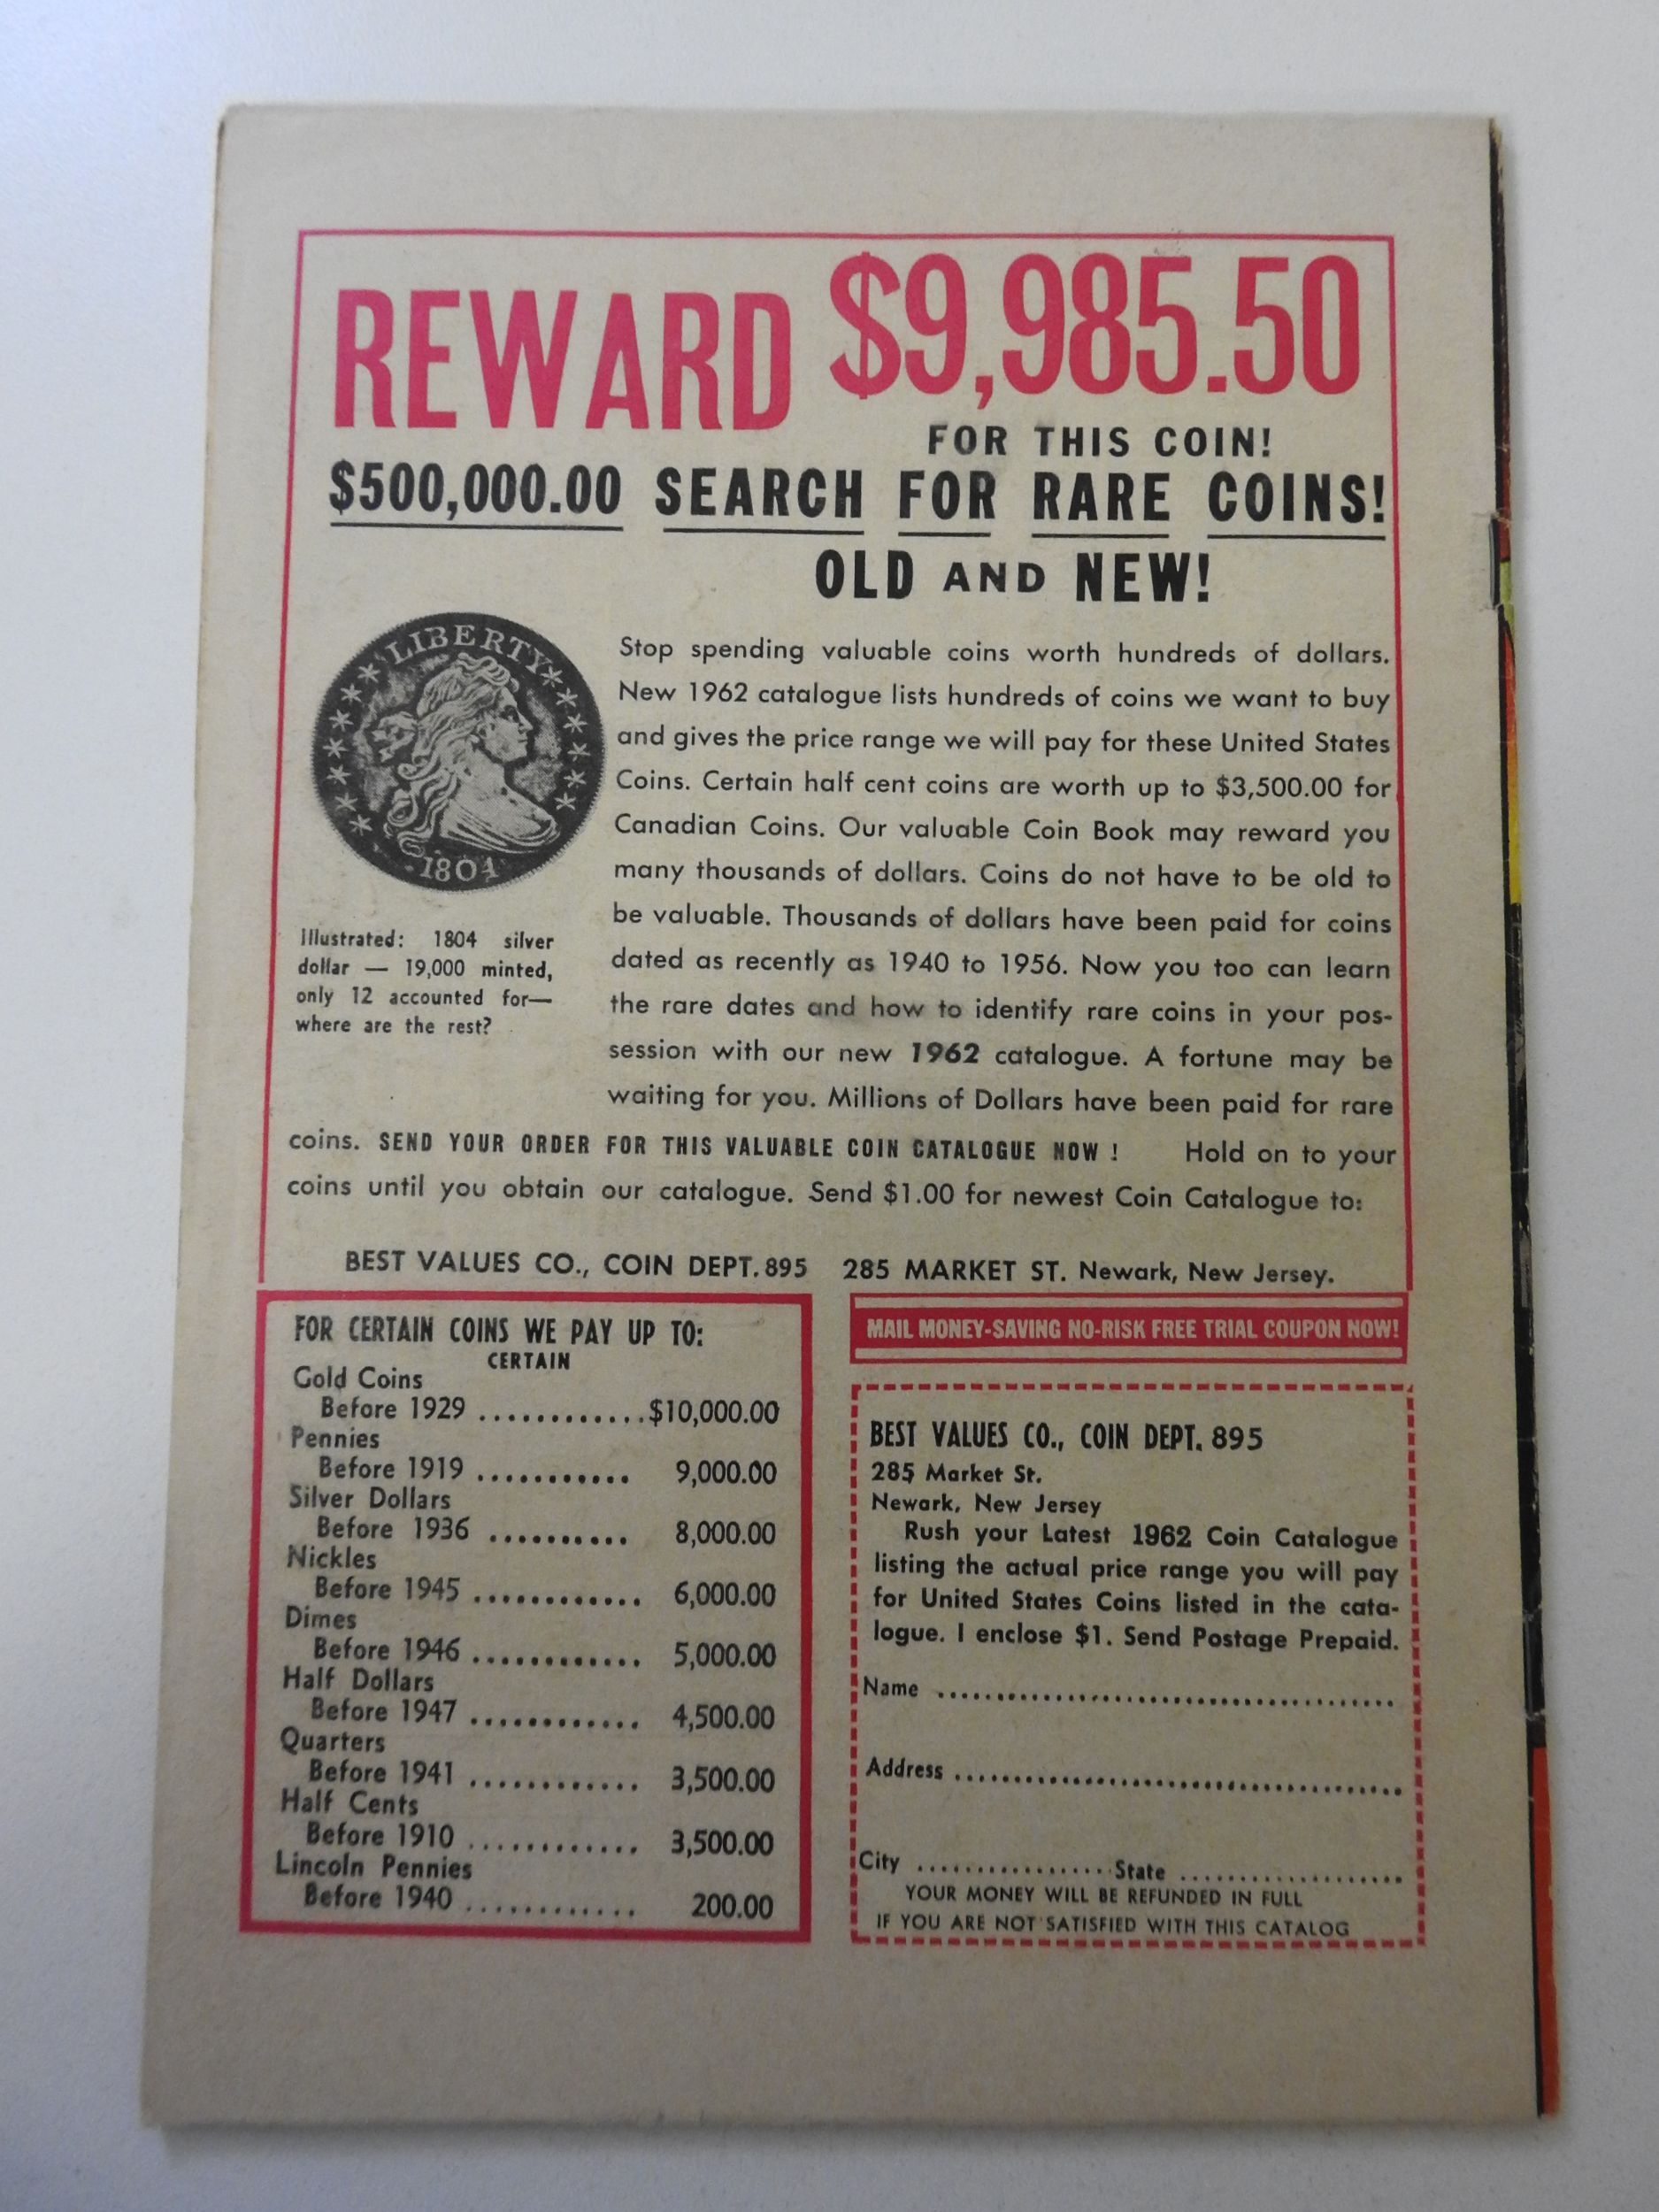 REWARD $9,985.50
FOR THIS COIN!
$500,000.00 SEARCH FOR RARE COINS!
OLD AND NEW!
LIBERTY
1804
Illustrated: 1804 silver
dollar — 19,000 minted,
only 12 accounted for—
where are the rest?
Stop spending valuable coins worth hundreds of dollars.
New 1962 catalogue lists hundreds of coins we want to buy
and gives the price range we will pay for these United States
Coins. Certain half cent coins are worth up to $3,500.00 for
Canadian Coins. Our valuable Coin Book may reward you
many thousands of dollars. Coins do not have to be old to
be valuable. Thousands of dollars have been paid for coins
dated as recently as 1940 to 1956. Now you too can learn
the rare dates and how to identify rare coins in your pos-
session with our new 1962 catalogue. A fortune may be
waiting for you. Millions of Dollars have been paid for rare
coins. SEND YOUR ORDER FOR THIS VALUABLE COIN CATALOGUE NOW ! Hold on to your
coins until you obtain our catalogue. Send $1.00 for newest Coin Catalogue to:
BEST VALUES CO., COIN DEPT. 895 285 MARKET ST. Newark, New Jersey.
FOR CERTAIN COINS WE PAY UP TO:
CERTAIN
Gold Coins
Before 1929 ............$10,000.00
Pennies
Before 1919 ........... 9,000.00
Silver Dollars
Before 1936 .......... 8,000.00
Nickles
Before 1945 ............ 6,000.00
Dimes
Before 1946 ............ 5,000.00
Half Dollars
Before 1947 ............ 4,500.00
Quarters
Before 1941 ............ 3,500.00
Half Cents
Before 1910 ............ 3,500.00
Lincoln Pennies
Before 1940 ............ 200.00
MAIL MONEY-SAVING NO-RISK FREE TRIAL COUPON NOW!
BEST VALUES CO., COIN DEPT. 895
285 Market St.
Newark, New Jersey
Rush your Latest 1962 Coin Catalogue
listing the actual price range you will pay
for United States Coins listed in the cata-
logue. I enclose $1. Send Postage Prepaid.
Name .......................................
Address ......................................
City ................. State ...................
YOUR MONEY WILL BE REFUNDED IN FULL
IF YOU ARE NOT SATISFIED WITH THIS CATALOG